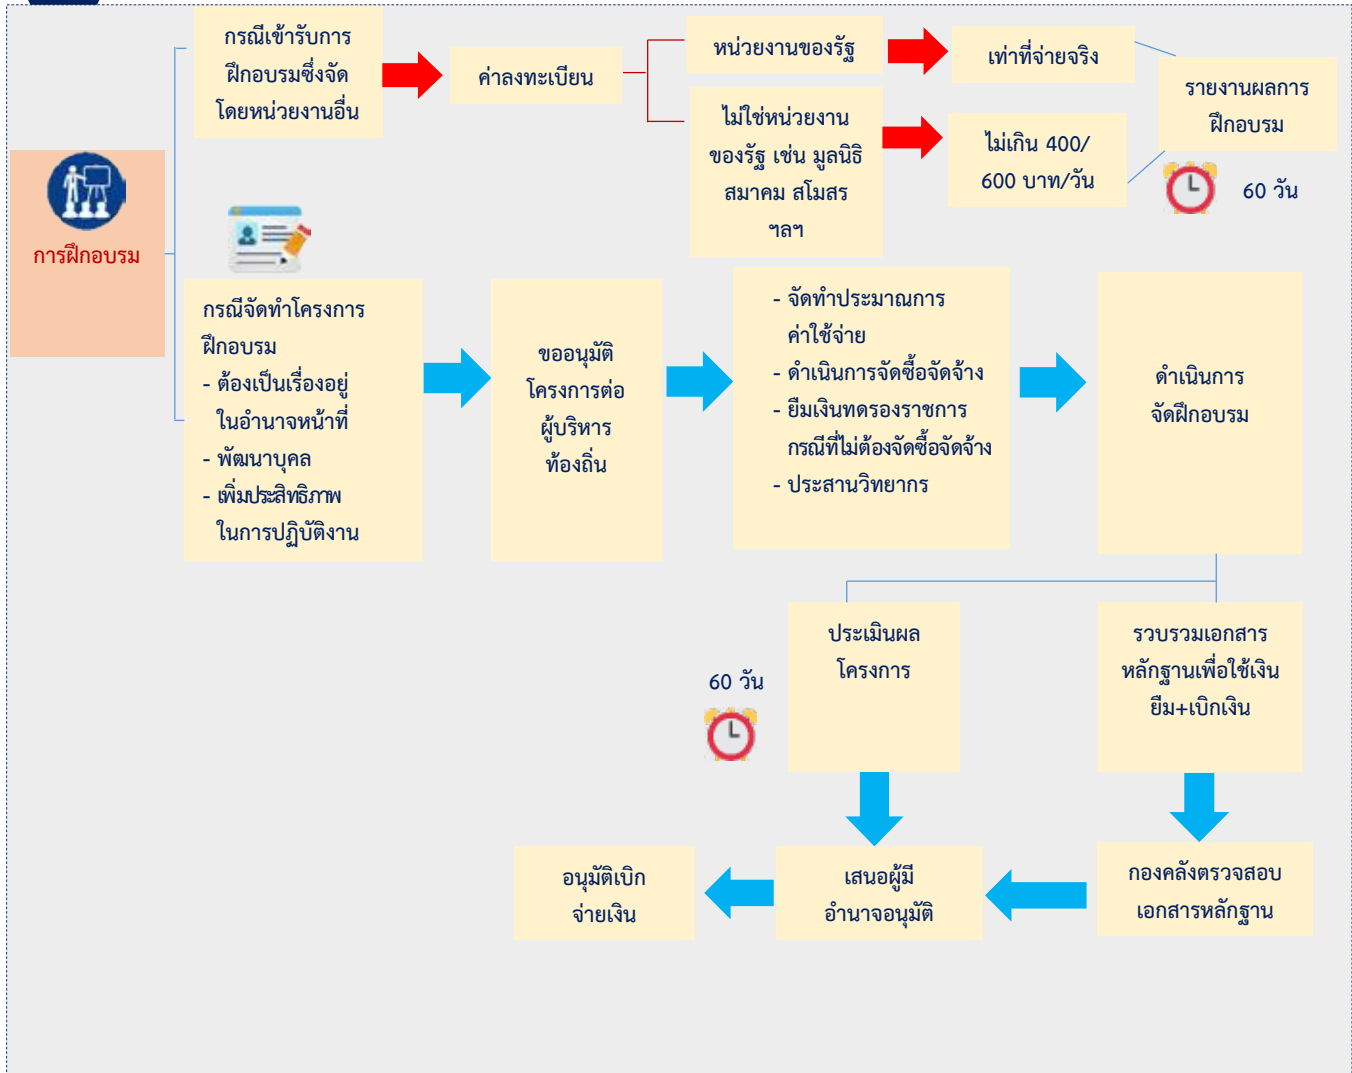 การฝึกอบรม
กรณีเข้ารับการ
ฝึกอบรมซึ่งจัด
โดยหน่วยงานอื่น
ค่าลงทะเบียน
หน่วยงานของรัฐ
เท่าที่จ่ายจริง
ไม่ใช่หน่วยงาน
ของรัฐ เช่น มูลนิธิ
สมาคม สโมสร
ฯลฯ
ไม่เกิน 400/
600 บาท/วัน
รายงานผลการ
ฝึกอบรม
60 วัน
กรณีจัดทำโครงการ
ฝึกอบรม
- ต้องเป็นเรื่องอยู่
ในอำนาจหน้าที่
- พัฒนาบุคล
- เพิ่มประสิทธิภาพ
ในการปฏิบัติงาน
ขออนุมัติ
โครงการต่อ
ผู้บริหาร
ท้องถิ่น
- จัดทำประมาณการ
ค่าใช้จ่าย
- ดำเนินการจัดซื้อจัดจ้าง
- ยืมเงินทดรองราชการ
กรณีที่ไม่ต้องจัดซื้อจัดจ้าง
- ประสานวิทยากร
ดำเนินการ
จัดฝึกอบรม
ประเมินผล
โครงการ
60 วัน
รวบรวมเอกสาร
หลักฐานเพื่อใช้เงิน
ยืม+เบิกเงิน
กองคลังตรวจสอบ
เอกสารหลักฐาน
เสนอผู้มี
อำนาจอนุมัติ
อนุมัติเบิก
จ่ายเงิน